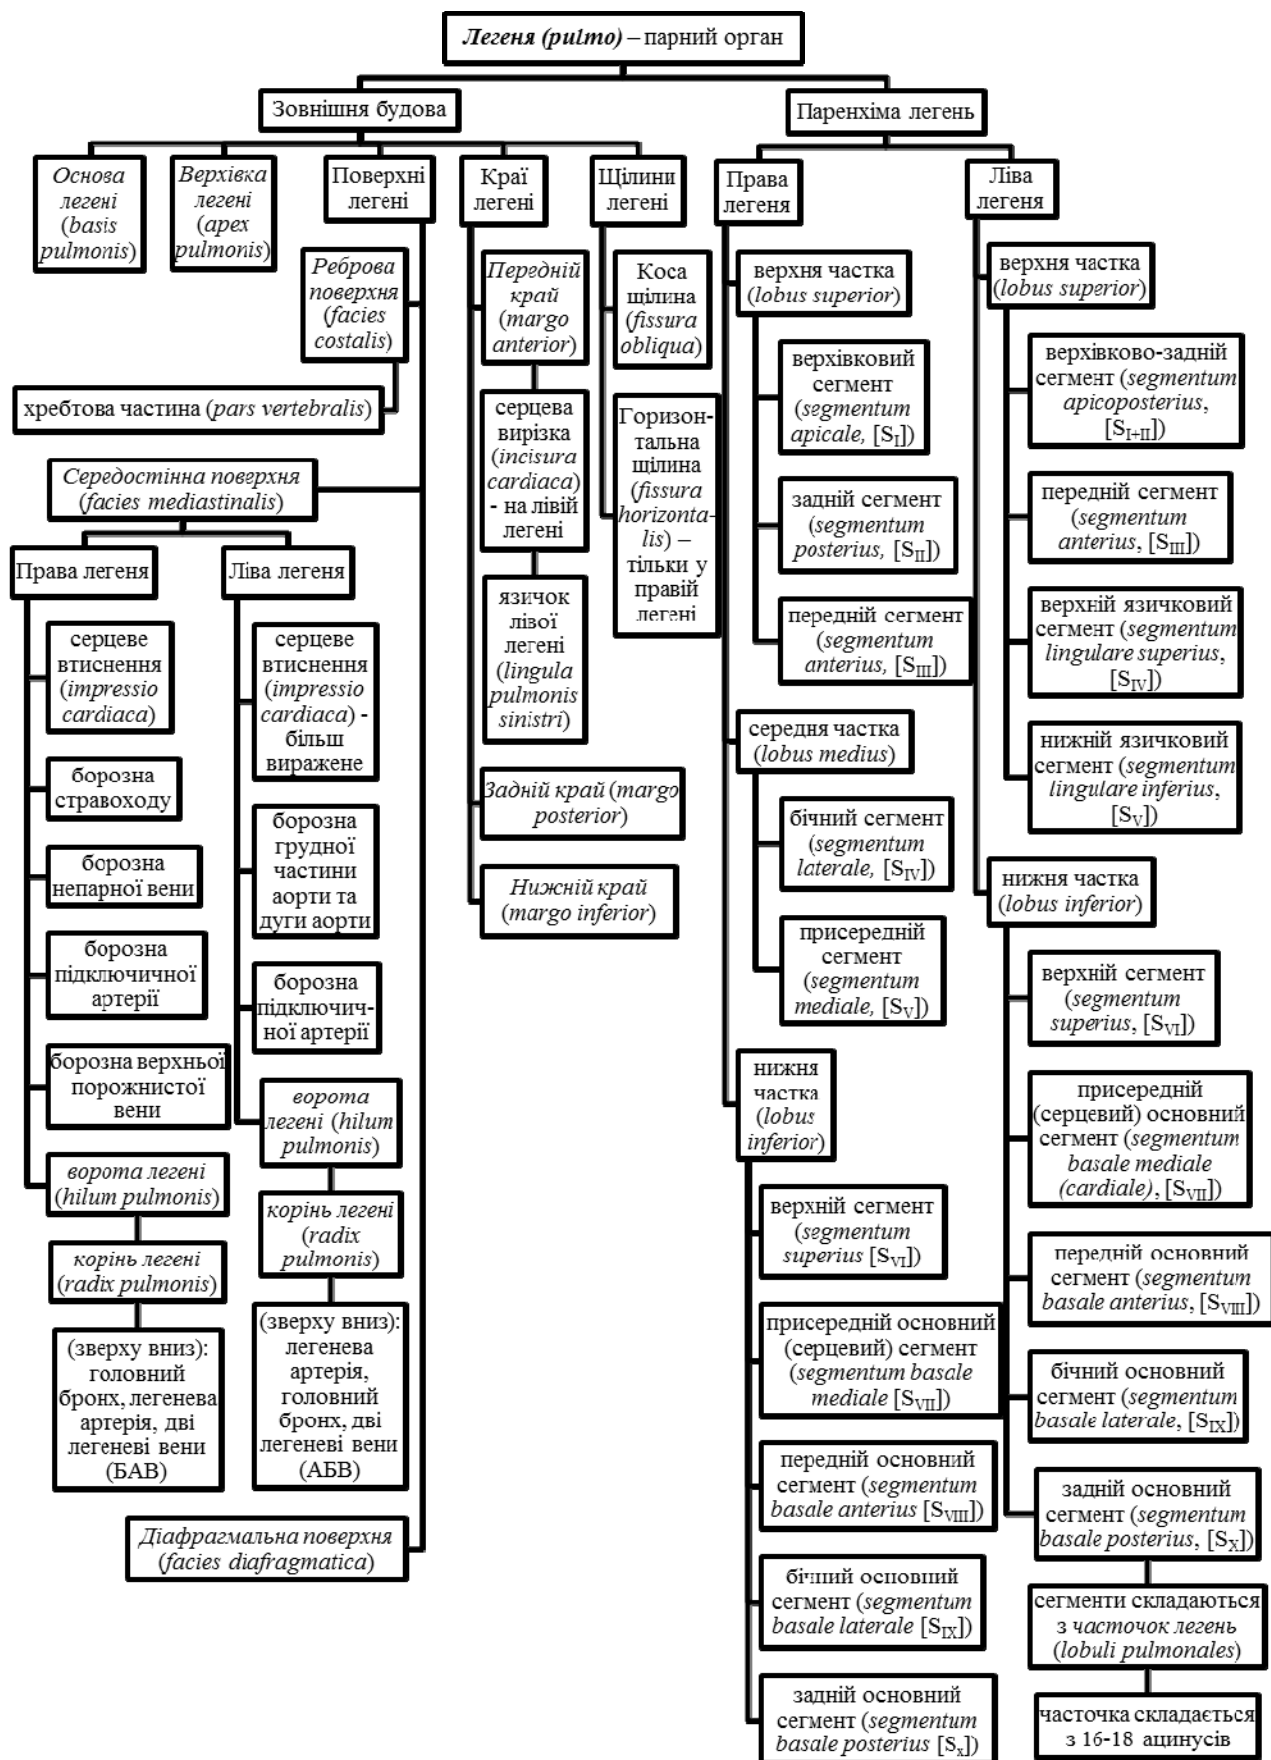 Легеня (pulmo) – парний орган
Зовнішня будова
Паренхіма легень
Основа
легені
(basis
pulmonis)
Верхівка
легені
(apex
pulmonis)
Поверхні
легені
Краї
легені
Щілини
легені
Права
легеня
Ліва
легеня
Реброва
поверхня
(facies
costalis)
хребтова частина (pars vertebralis)
Середостінна поверхня
(facies mediastinalis)
Права легеня
Ліва легеня
серцеве
втиснення
(impressio
cardiaca)
борозна
стравоходу
борозна
непарної вени
борозна
підключичної
артерії
борозна верхньої
порожнистої
вени
ворота легені
(hilum pulmonis)
корінь легені
(radix pulmonis)
(зверху вниз):
головний
бронх, легенева
артерія, дві
легеневі вени
(БАВ)
серцеве
втиснення
(impressio
cardiaca) -
більш
виражене
борозна
грудної
частини
аорти та
дуги аорти
борозна
підключич-
ної артерії
ворота
легені (hilum
pulmonis)
корінь легені
(radix
pulmonis)
(зверху вниз):
легенева
артерія,
головний
бронх, дві
легеневі вени
(АБВ)
Діафрагмальна поверхня
(facies diafragmatica)
Передній
край
(margo
anterior)
серцева
вирізка
(incisura
cardiaca)
- на лівій
легені
язичок
лівої
легені
(lingula
pulmonis
sinistri)
Задній край (margo
posterior)
Нижній край
(margo inferior)
Коса
щілина
(fissura
obliqua)
Горизон-
тальна
щілина
(fissura
horizonta-
lis) –
тільки у
правій
легені
верхня частка
(lobus superior)
верхівковий
сегмент
(segmentum
apicale, [SI])
задній сегмент
(segmentum
posterius, [SII])
передній сегмент
(segmentum
anterius, [SIII])
середня частка
(lobus medius)
бічний сегмент
(segmentum
laterale, [SIV])
присередній
сегмент
(segmentum
mediale, [SV])
нижня
частка
(lobus
inferior)
верхній сегмент
(segmentum
superius [SVI])
присередній основний
(серцевий) сегмент
(segmentum basale
mediale [SVII])
передній основний
сегмент (segmentum
basale anterius [SVIII])
бічний основний
сегмент (segmentum
basale laterale [SIX])
задній основний
сегмент (segmentum
basale posterius [Sx])
верхня частка
(lobus superior)
верхівково-задній
сегмент (segmentum
apicoposterius,
[SI+II])
передній сегмент
(segmentum
anterius, [SIII])
верхній язичковий
сегмент (segmentum
lingulare superius,
[SIV])
нижній язичковий
сегмент (segmentum
lingulare inferius,
[SV])
нижня частка
(lobus inferior)
верхній сегмент
(segmentum
superius, [SVI])
присередній
(серцевий) основний
сегмент (segmentum
basale mediale
(cardiale), [SVII])
передній основний
сегмент (segmentum
basale anterius, [SVIII])
бічний основний
сегмент (segmentum
basale laterale, [SIX])
задній основний
сегмент (segmentum
basale posterius, [SX])
сегменти складаються
з часточок легень
(lobuli pulmonales)
часточка складається
з 16-18 ацинусів